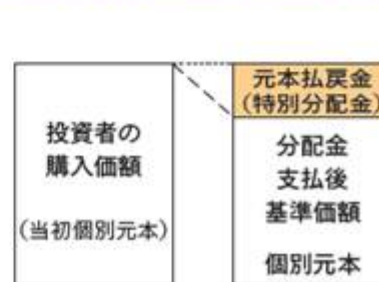 投資者の
購入価額
(当初個別元本)
元本払戻金
(特別分配金)
分配金
支払後
基準価額
個別元本